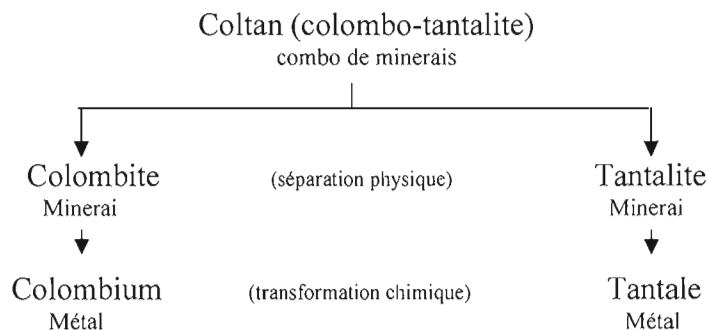 Coltan (colombo-tantalite)
combo de minerais
Colombite (séparation physique) Tantalite
Minerai Minerai
Colombium (transformation chimique) Tantale
Métal Métal